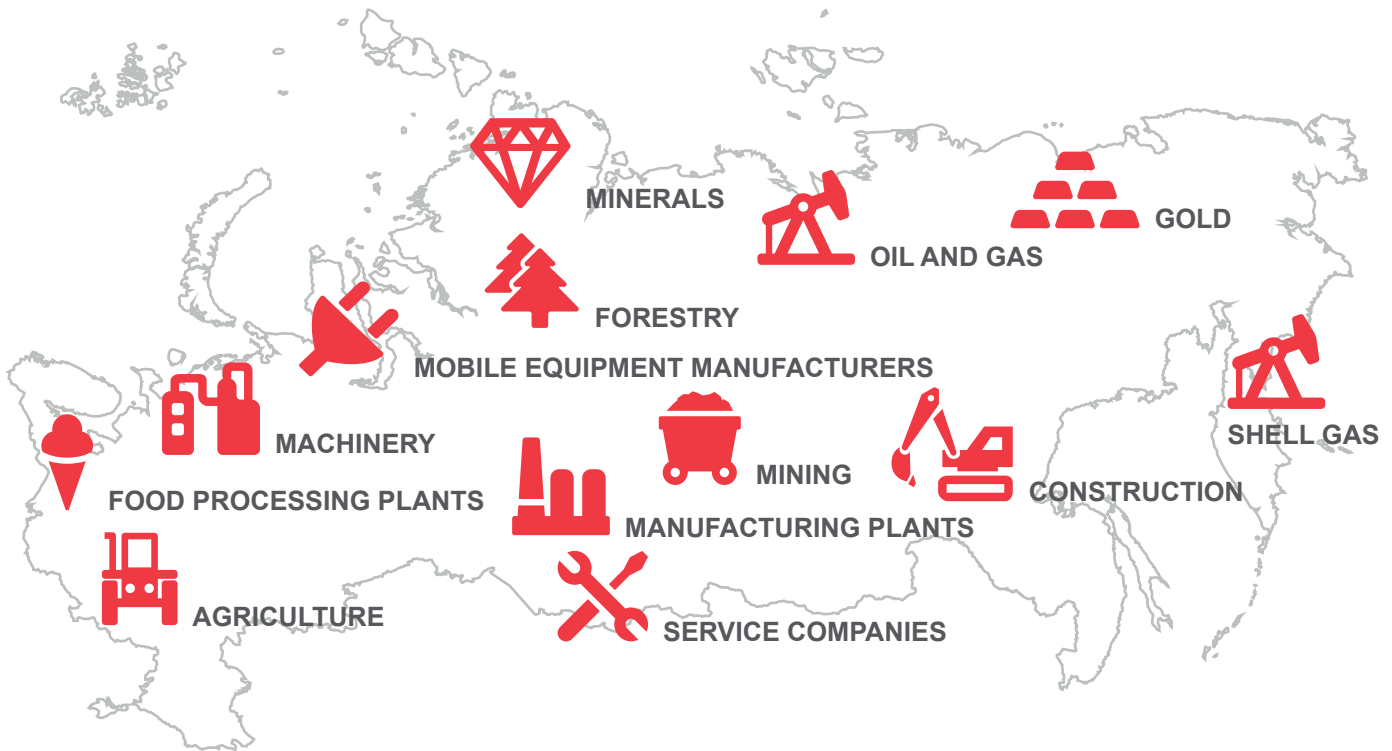 MINERALS
GOLD
OIL AND GAS
FORESTRY
MOBILE EQUIPMENT MANUFACTURERS
SHELL GAS
MACHINERY
MINING
CONSTRUCTION
FOOD PROCESSING PLANTS
MANUFACTURING PLANTS
AGRICULTURE
SERVICE COMPANIES